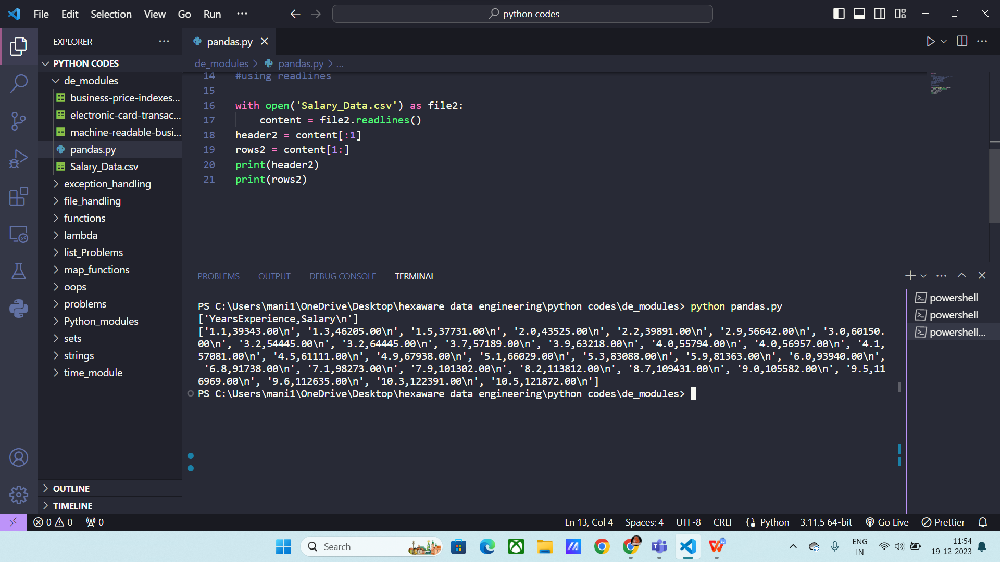 File Edit Selection View Go Run ...
python codes
EXPLORER ...
PYTHON CODES
de_modules
business-price-indexes...
electronic-card-transac...
machine-readable-busi...
pandas.py
Salary_Data.csv
exception_handling
file_handling
functions
lambda
list_Problems
map_functions
oops
problems
Python_modules
sets
strings
time_module
OUTLINE
TIMELINE
pandas.py
de_modules > pandas.py > ...
14 #using readlines
15
16 with open('Salary_Data.csv') as file2:
17     content = file2.readlines()
18 header2 = content[:1]
19 rows2 = content[1:]
20 print(header2)
21 print(rows2)
PROBLEMS OUTPUT DEBUG CONSOLE TERMINAL
PS C:\Users\mani1\OneDrive\Desktop\hexaware data engineering\python codes\de_modules> python pandas.py
['YearsExperience,Salary\n']
['1.1,39343.00\n', '1.3,46205.00\n', '1.5,37731.00\n', '2.0,43525.00\n', '2.2,39891.00\n', '2.9,56642.00\n', '3.0,60150.
00\n', '3.2,54445.00\n', '3.2,64445.00\n', '3.7,57189.00\n', '3.9,63218.00\n', '4.0,55794.00\n', '4.0,56957.00\n', '4.1,
57081.00\n', '4.5,61111.00\n', '4.9,67938.00\n', '5.1,66029.00\n', '5.3,83088.00\n', '5.9,81363.00\n', '6.0,93940.00\n',
'6.8,91738.00\n', '7.1,98273.00\n', '7.9,101302.00\n', '8.2,113812.00\n', '8.7,109431.00\n', '9.0,105582.00\n', '9.5,11
6969.00\n', '9.6,112635.00\n', '10.3,122391.00\n', '10.5,121872.00\n']
PS C:\Users\mani1\OneDrive\Desktop\hexaware data engineering\python codes\de_modules>
powershell
powershell
powershell...
0 0 0 Ln 13, Col 4 Spaces: 4 UTF-8 CRLF Python 3.11.5 64-bit Go Live Prettier
Search
ENG
IN
11:54
19-12-2023